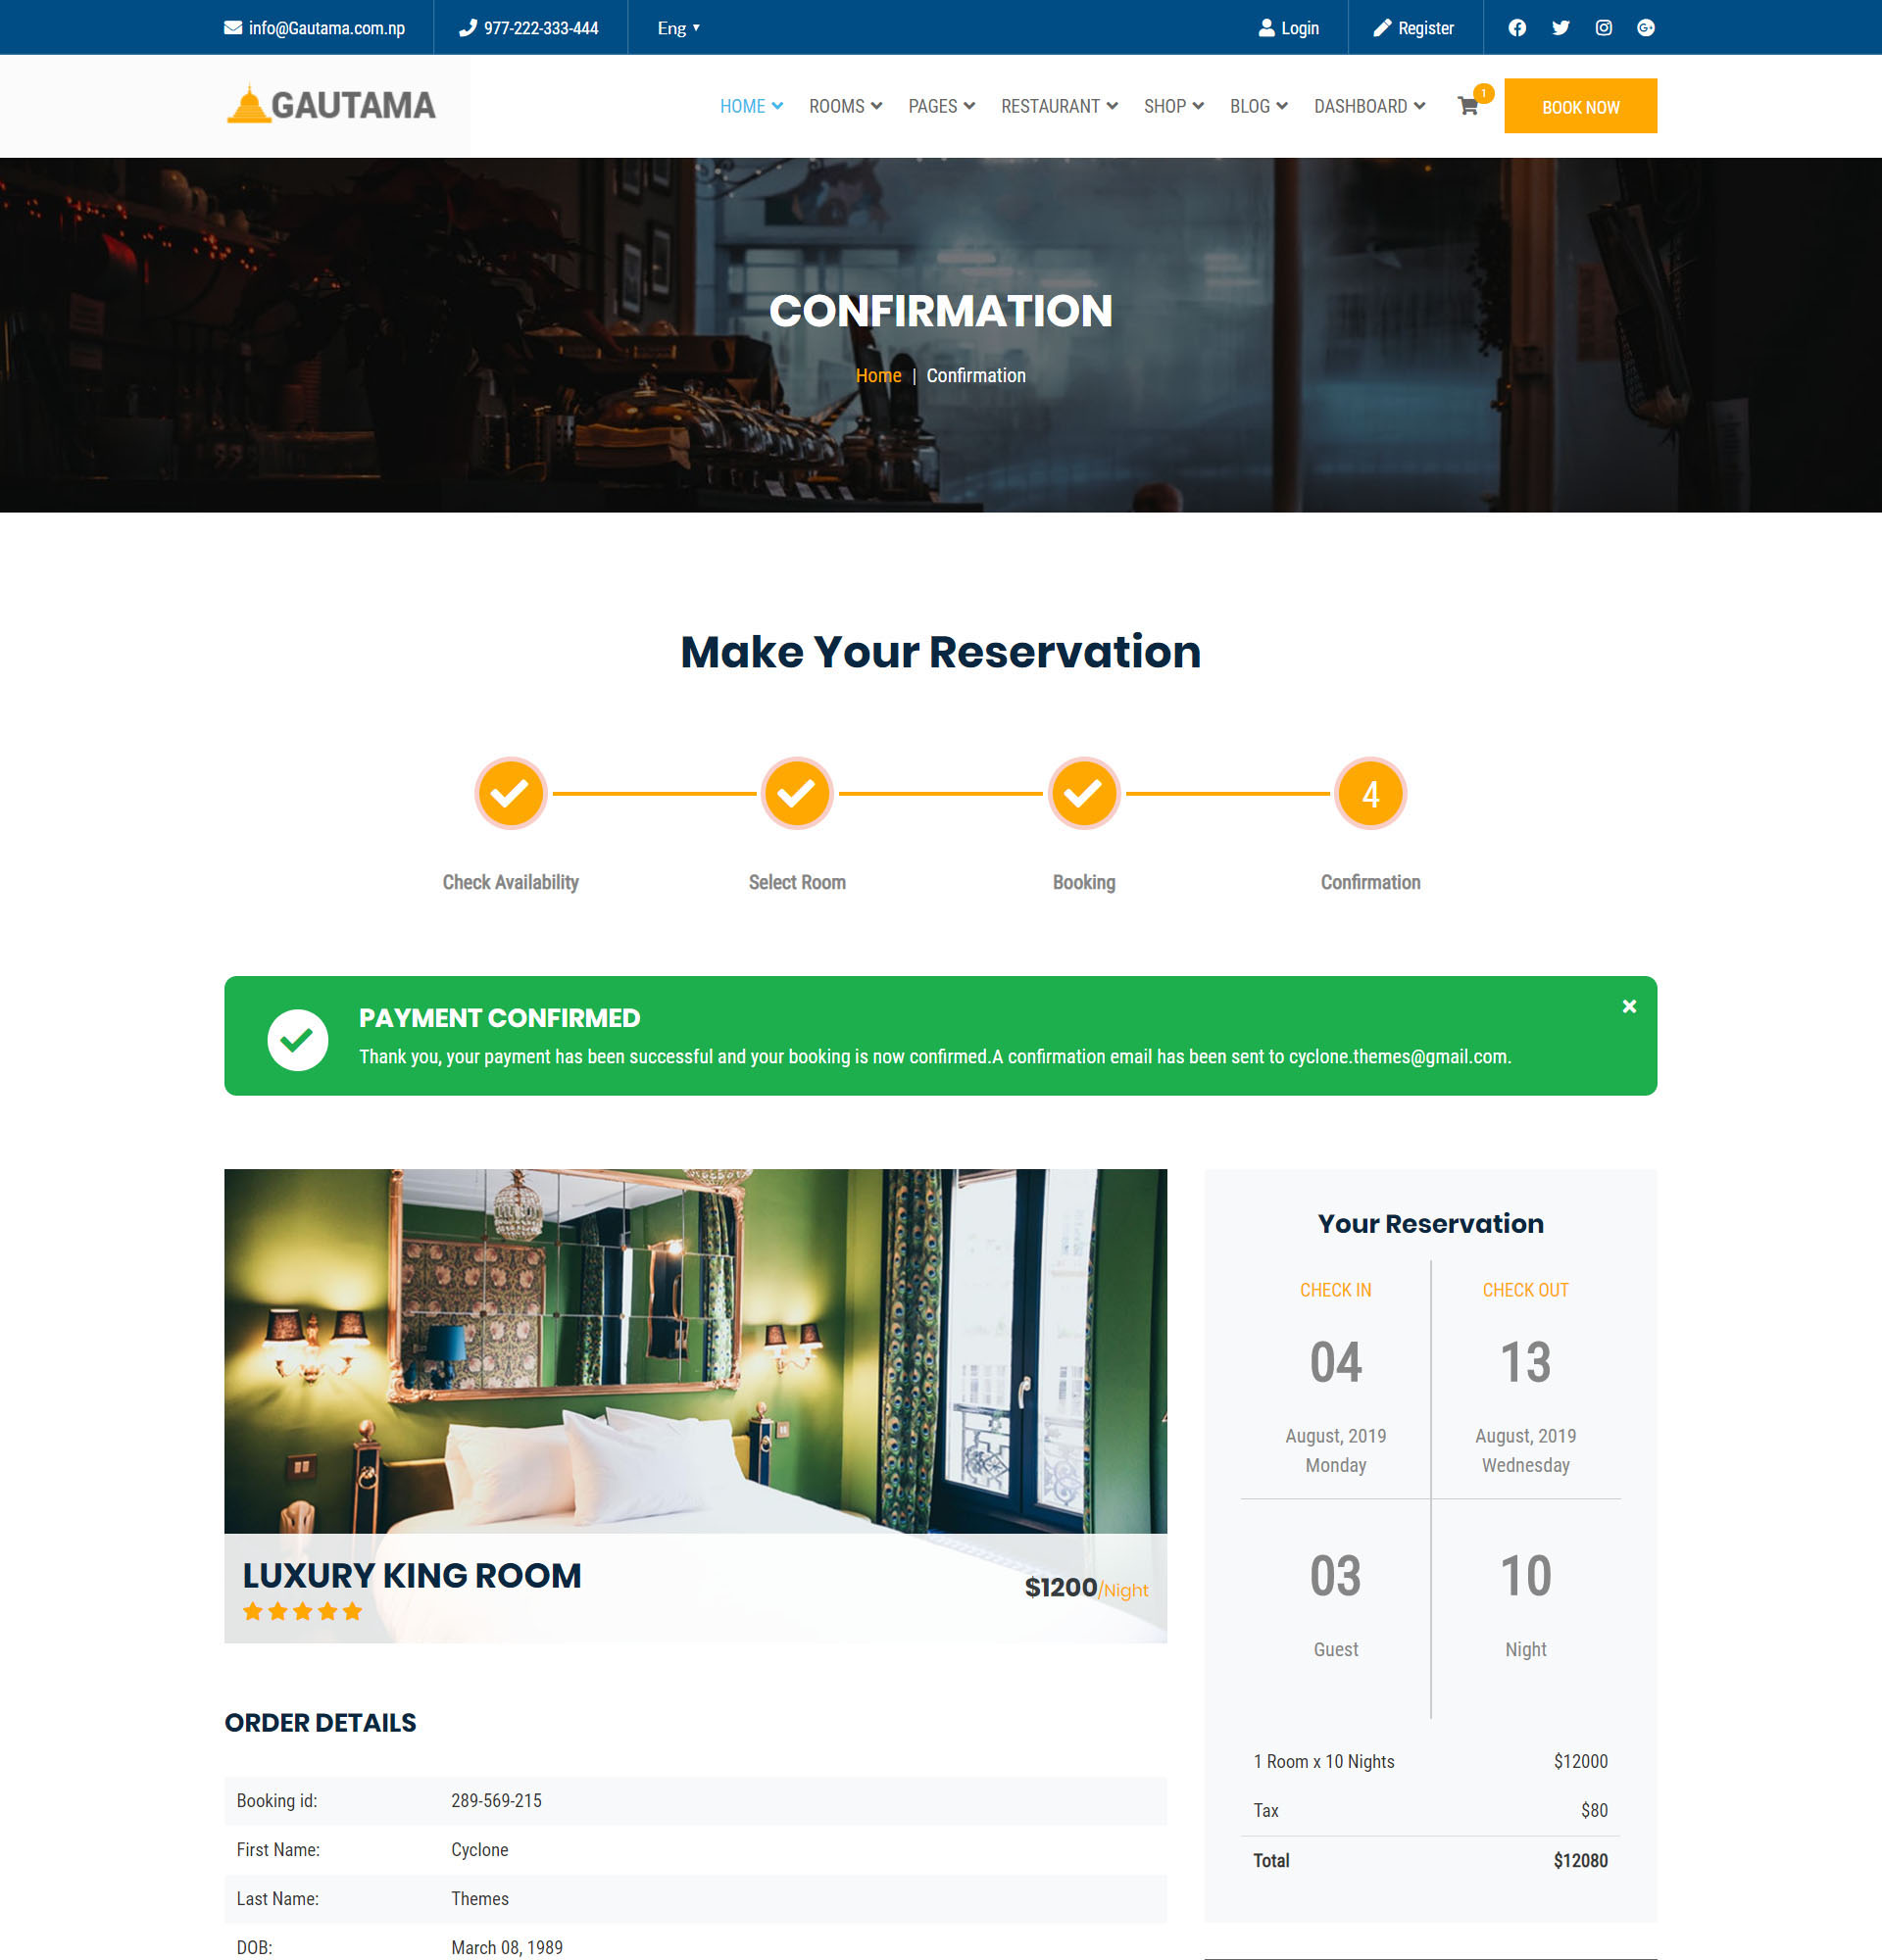 info@Gautama.com.np 977-222-333-444 Eng Login Register
GAUTAMA HOME ROOMS PAGES RESTAURANT SHOP BLOG DASHBOARD 1 BOOK NOW
CONFIRMATION
Home | Confirmation
Make Your Reservation
4
Check Availability Select Room Booking Confirmation
PAYMENT CONFIRMED
Thank you, your payment has been successful and your booking is now confirmed.A confirmation email has been sent to cyclone.themes@gmail.com.
LUXURY KING ROOM
$1200/Night
ORDER DETAILS
Booking id: 289-569-215
First Name: Cyclone
Last Name: Themes
DOB: March 08, 1989
Your Reservation
CHECK IN CHECK OUT
04 13
August, 2019 August, 2019
Monday Wednesday
03 10
Guest Night
1 Room x 10 Nights $12000
Tax $80
Total $12080